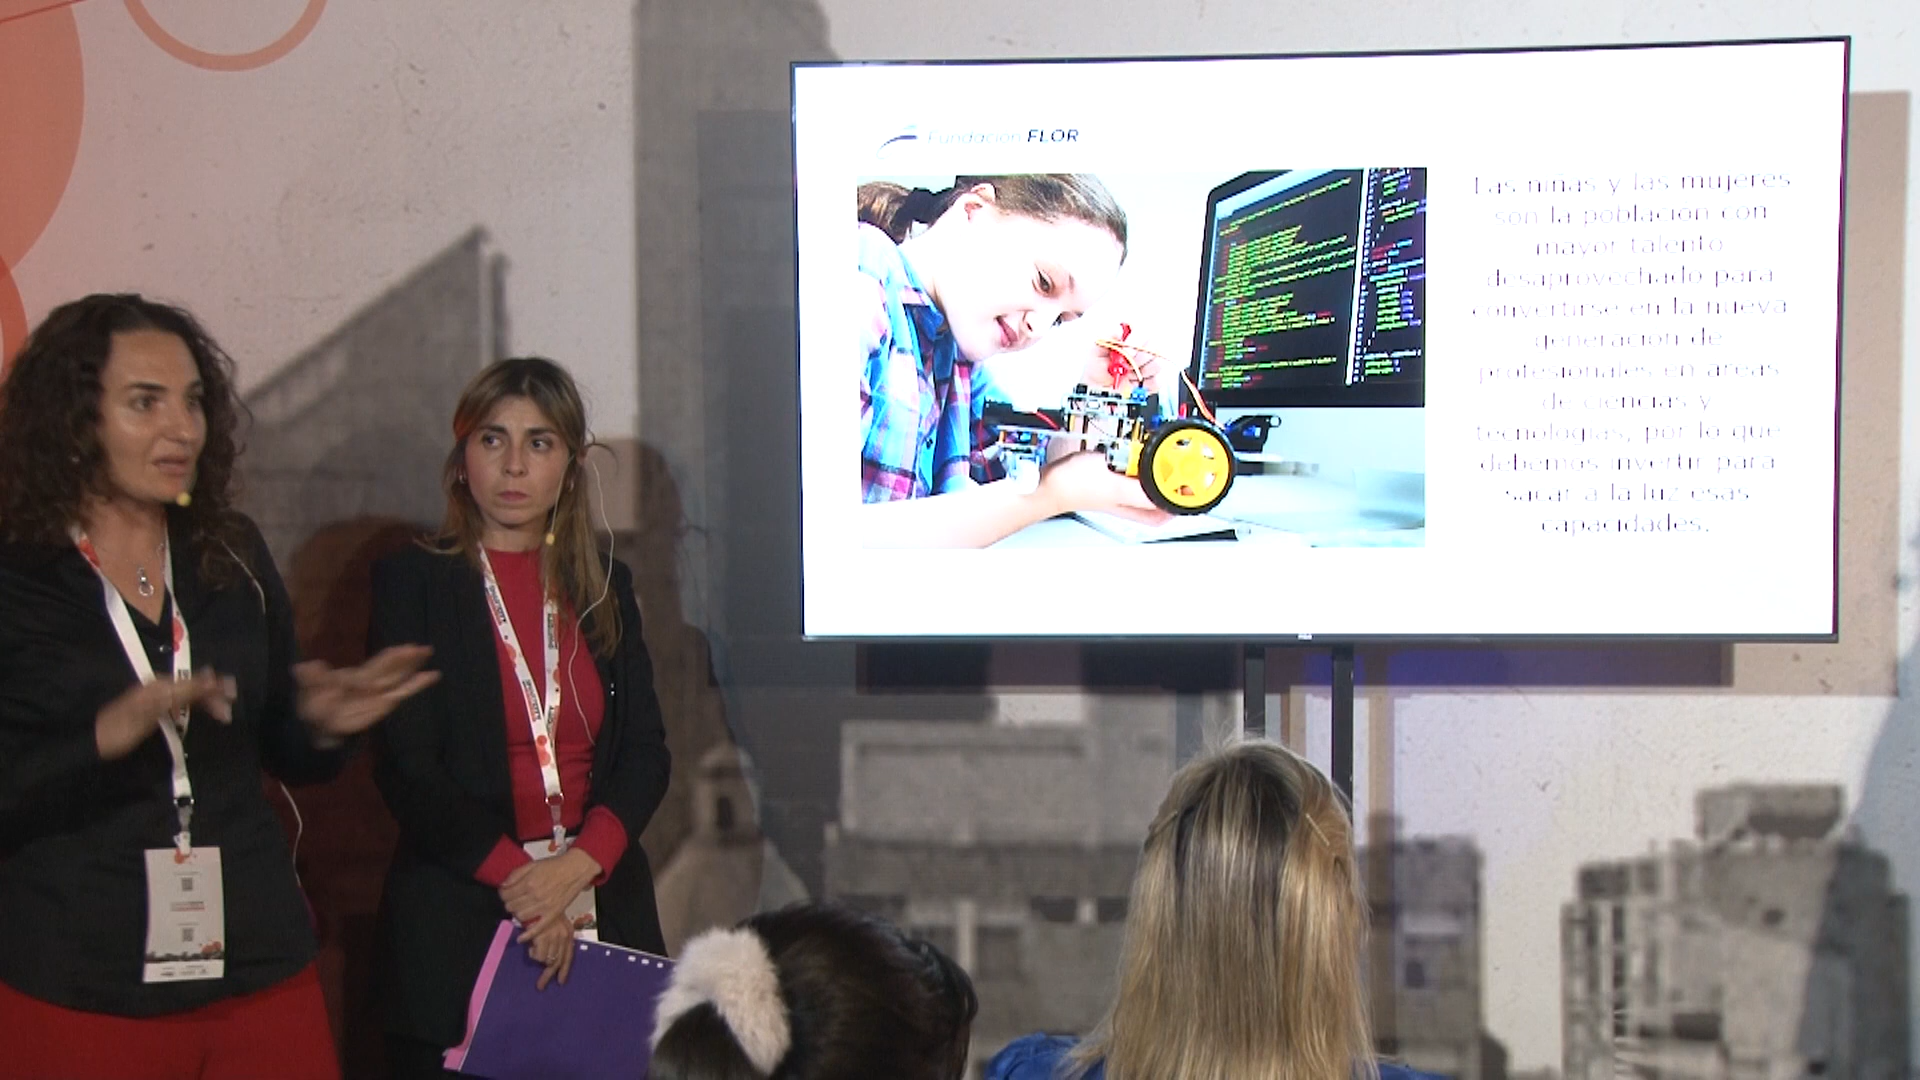 Fundación FLOR
Las niñas y las mujeres
son la población con
mayor talento
desaprovechado para
convertirse en la nueva
generación de
profesionales en áreas
de ciencias y
tecnologías, por lo que
debemos invertir para
sacar a la luz esas
capacidades.